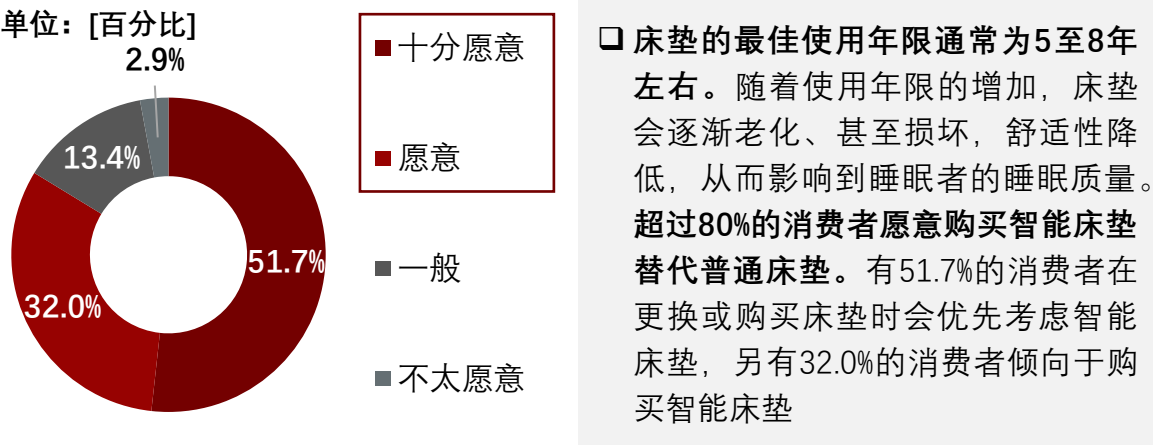 单位：[百分比]
2.9%
13.4%
51.7%
32.0%
十分愿意
愿意
一般
不太愿意
床垫的最佳使用年限通常为5至8年
左右。随着使用年限的增加，床垫
会逐渐老化、甚至损坏，舒适性降
低，从而影响到睡眠者的睡眠质量。
超过80%的消费者愿意购买智能床垫
替代普通床垫。有51.7%的消费者在
更换或购买床垫时会优先考虑智能
床垫，另有32.0%的消费者倾向于购
买智能床垫